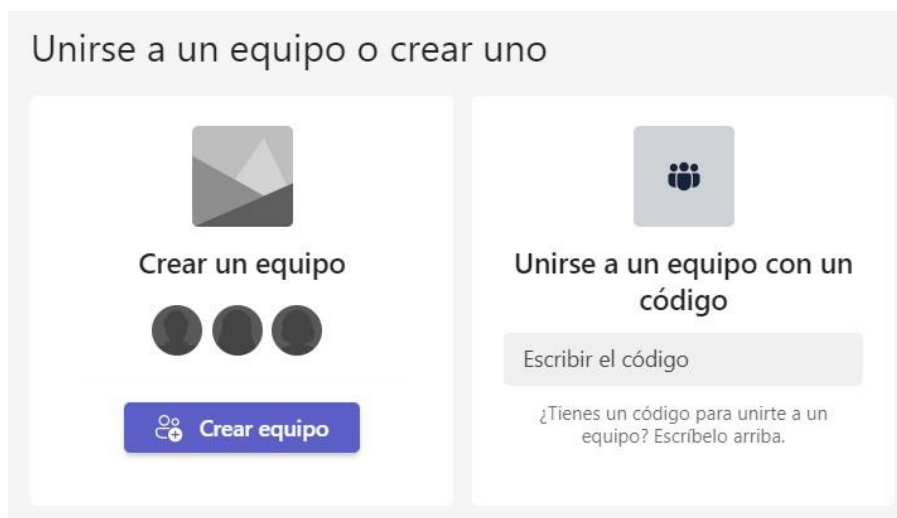 Unirse a un equipo o crear uno
Crear un equipo
Crear equipo
Unirse a un equipo con un
código
Escribir el código
¿Tienes un código para unirte a un
equipo? Escríbelo arriba.